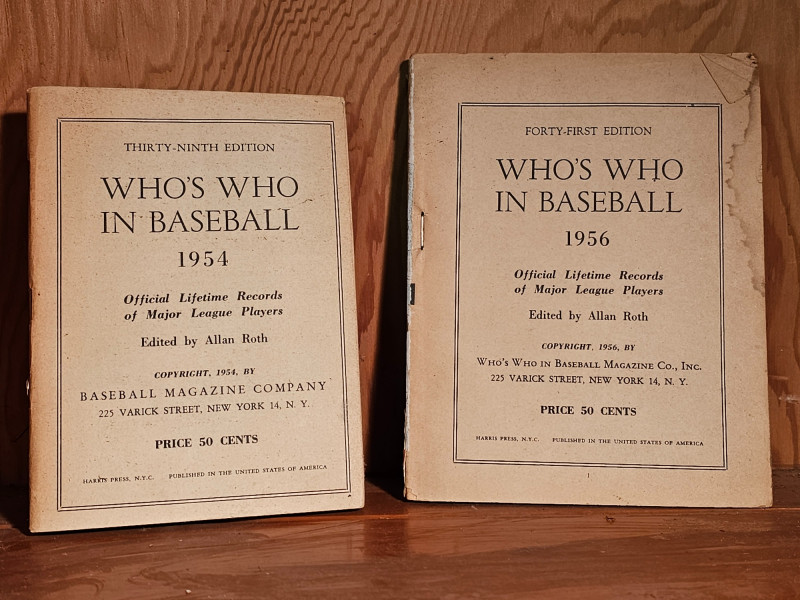 THIRTY-NINTH EDITION
WHO'S WHO
IN BASEBALL
1954
Official Lifetime Records
of Major League Players
Edited by Allan Roth
COPYRIGHT, 1954, BY
BASEBALL MAGAZINE COMPANY
225 VARICK STREET, NEW YORK 14, N. Y.
PRICE 50 CENTS
HARRIS PRESS, N.Y.C. PUBLISHED IN THE UNITED STATES OF AMERICA
FORTY-FIRST EDITION
WHO'S WHO
IN BASEBALL
1956
Official Lifetime Records
of Major League Players
Edited by Allan Roth
COPYRIGHT, 1956, BY
WHO'S WHO IN BASEBALL MAGAZINE CO., INC.
225 VARICK STREET, NEW YORK 14, N. Y.
PRICE 50 CENTS
HARRIS PRESS, N.Y.C. PUBLISHED IN THE UNITED STATES OF AMERICA
1